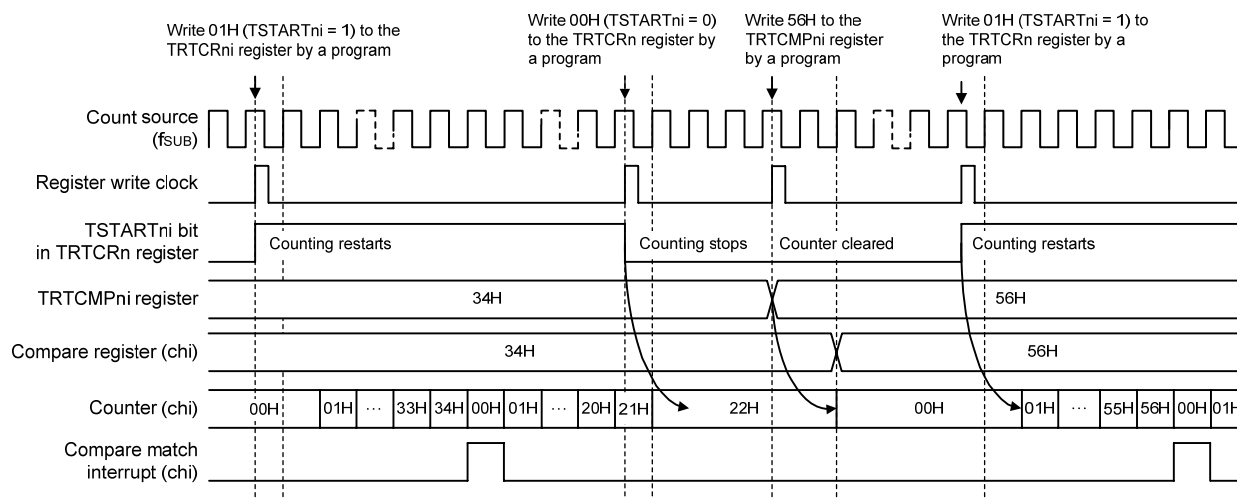 Write 01H (TSTARTni = 1) to the
TRTCRni register by a program
Write 00H (TSTARTni = 0)
to the TRTCRn register by
a program
Write 56H to the
TRTCMPni register
by a program
Write 01H (TSTARTni = 1) to
the TRTCRn register by a
program
Count source
(fSUB)
Register write clock
TSTARTni bit
in TRTCRn register
Counting restarts
Counting stops
Counter cleared
Counting restarts
TRTCMPni register
34H
56H
Compare register (chi)
34H
56H
Counter (chi)
00H
01H
...
33H
34H
00H
01H
...
20H
21H
22H
00H
01H
...
55H
56H
00H
01H
Compare match
interrupt (chi)